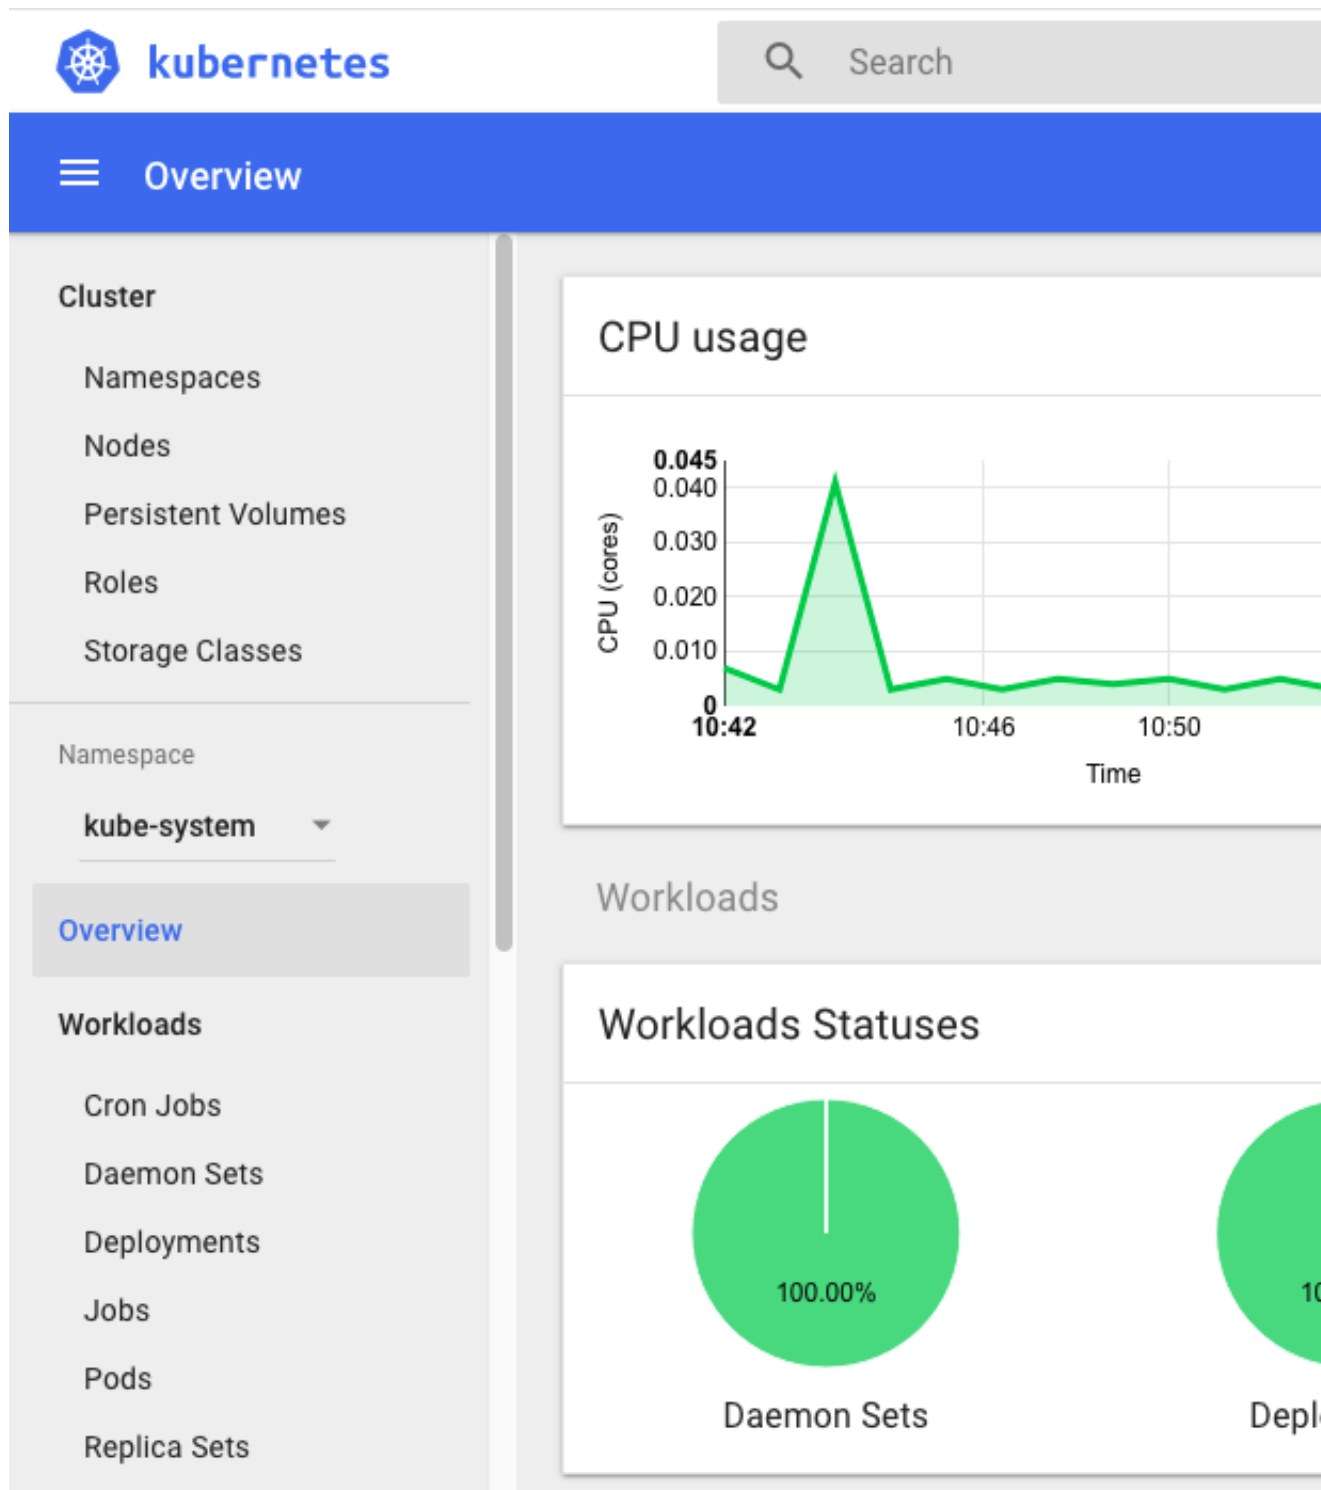 kubernetes
Search
Overview
Cluster
Namespaces
Nodes
Persistent Volumes
Roles
Storage Classes
Namespace
kube-system
Overview
Workloads
Cron Jobs
Daemon Sets
Deployments
Jobs
Pods
Replica Sets
CPU usage
CPU (cores)
0.045
0.040
0.030
0.020
0.010
0
10:42 10:46 10:50
Time
Workloads
Workloads Statuses
100.00%
Daemon Sets